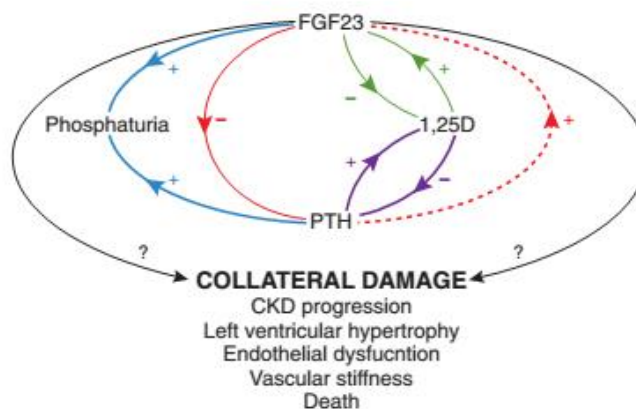 FGF23
+
+
-
-
+
Phosphaturia
1,25D
+
+
-
PTH
?
?
COLLATERAL DAMAGE
CKD progression
Left ventricular hypertrophy
Endothelial dysfucntion
Vascular stiffness
Death